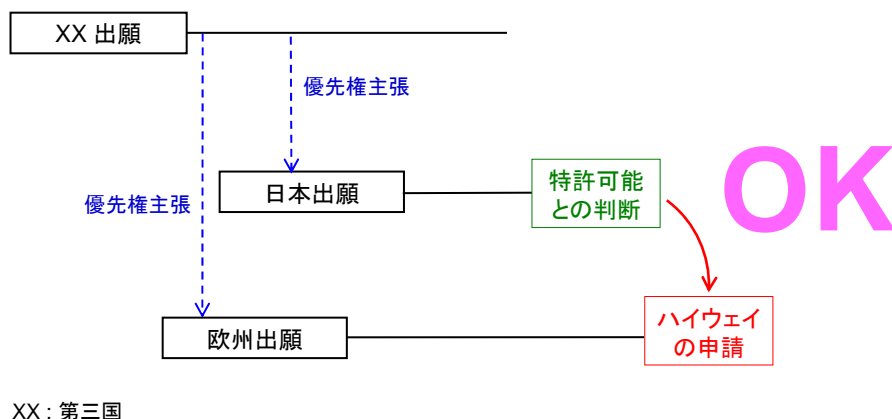 XX 出願
優先権主張
優先権主張
日本出願
特許可能
との判断
OK
欧州出願
ハイウェイ
の申請
XX : 第三国